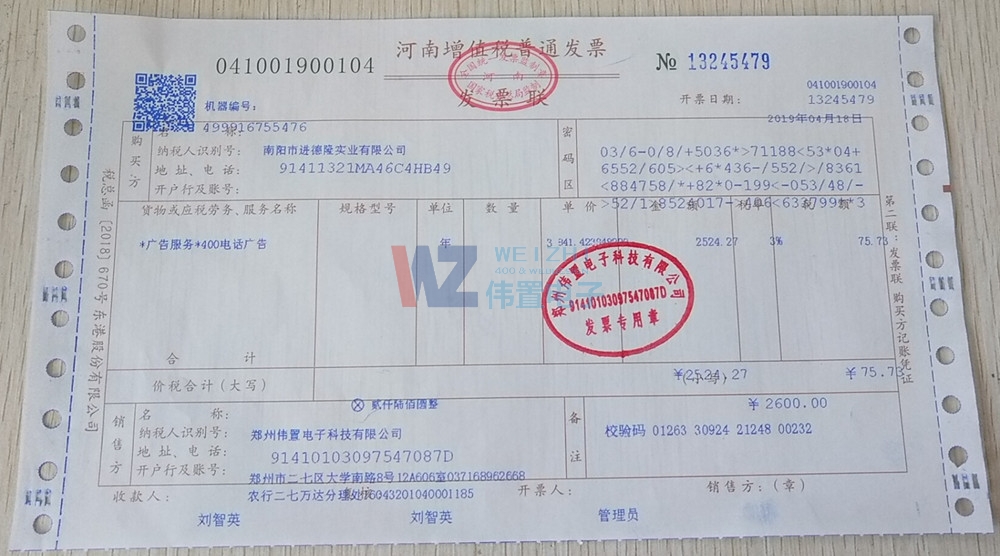 河南增值税普通发票
041001900104
№ 13245479
发票联
041001900104
13245479
机器编号:
499916755476
开票日期:
2019年04月18日
购买方
名 称:
纳税人识别号:
南阳市进德隆实业有限公司
地址、电话:
91411321MA46C4HB49
开户行及账号:
密码区
03/6-0/8/+5036*>71188<53*04+
6552/605><+6*436-/552/>/8361
<884758/*+82*0-199<-053/48/-
货物或应税劳务、服务名称 规格型号 单位 数量 单价 金额 税率 税额
*广告服务*400电话广告 年 2524.27 3% 75.73
WZ
伟置电子
郑州伟置电子科技有限公司
91410103097547087D
发票专用章
合 计
¥2524.27 ¥75.73
价税合计(大写)
(小写)
⊗ 贰仟陆佰圆整
¥ 2600.00
销售方
名 称:
纳税人识别号:
郑州伟置电子科技有限公司
地址、电话:
91410103097547087D
开户行及账号:
郑州市二七区大学南路8号12A606室037168962668
备注
校验码 01263 30924 21248 00232
收款人:
开票人:
销售方:(章)
刘智英
刘智英
管理员
税总函〔2018〕670号东港股份有限公司
第二联:发票联 购买方记账凭证